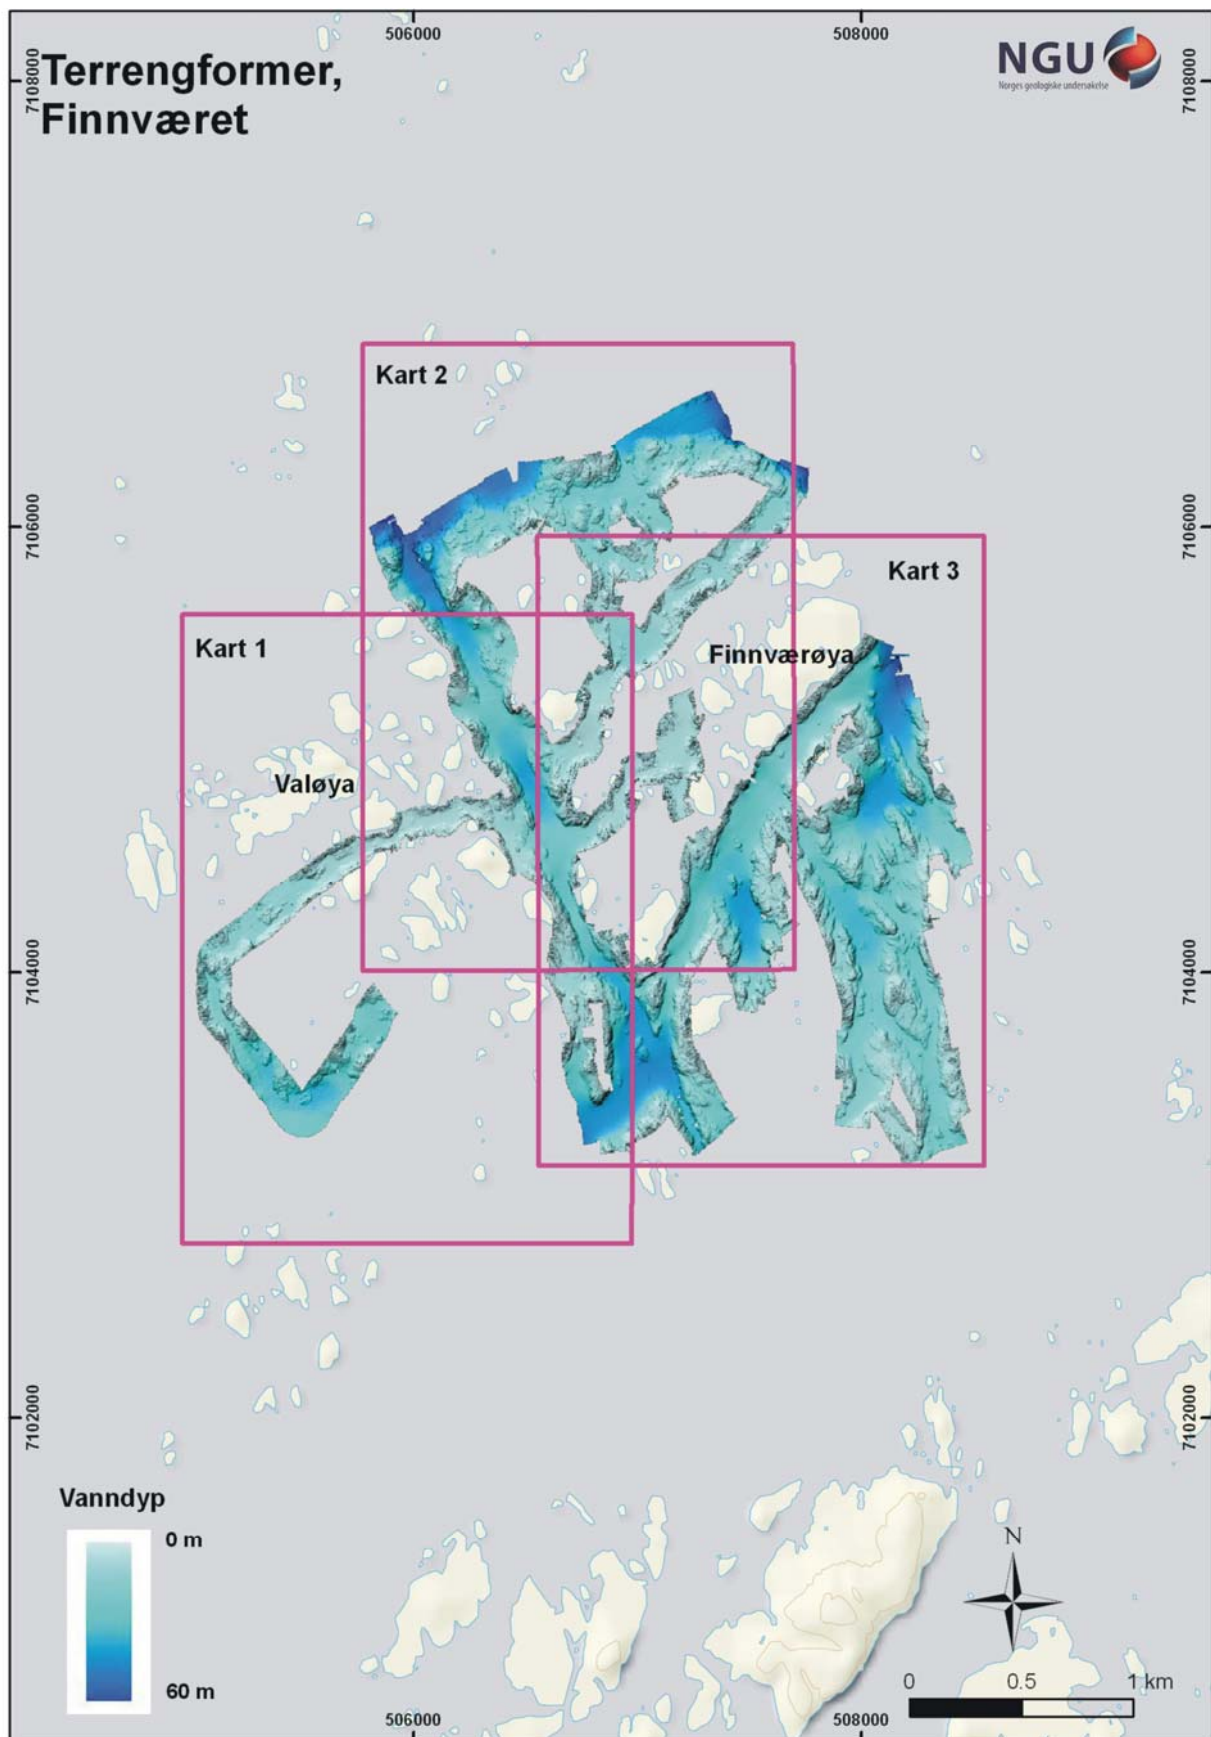 506000
508000
Terrengformer,
Finnværet
NGU
Norges geologiske undersøkelse
7108000
7108000
Kart 2
7106000
7106000
Kart 3
Kart 1
Finnværøya
Valøya
7104000
7104000
7102000
7102000
Vanndyp
0 m
60 m
N
0 0.5 1 km
506000
508000